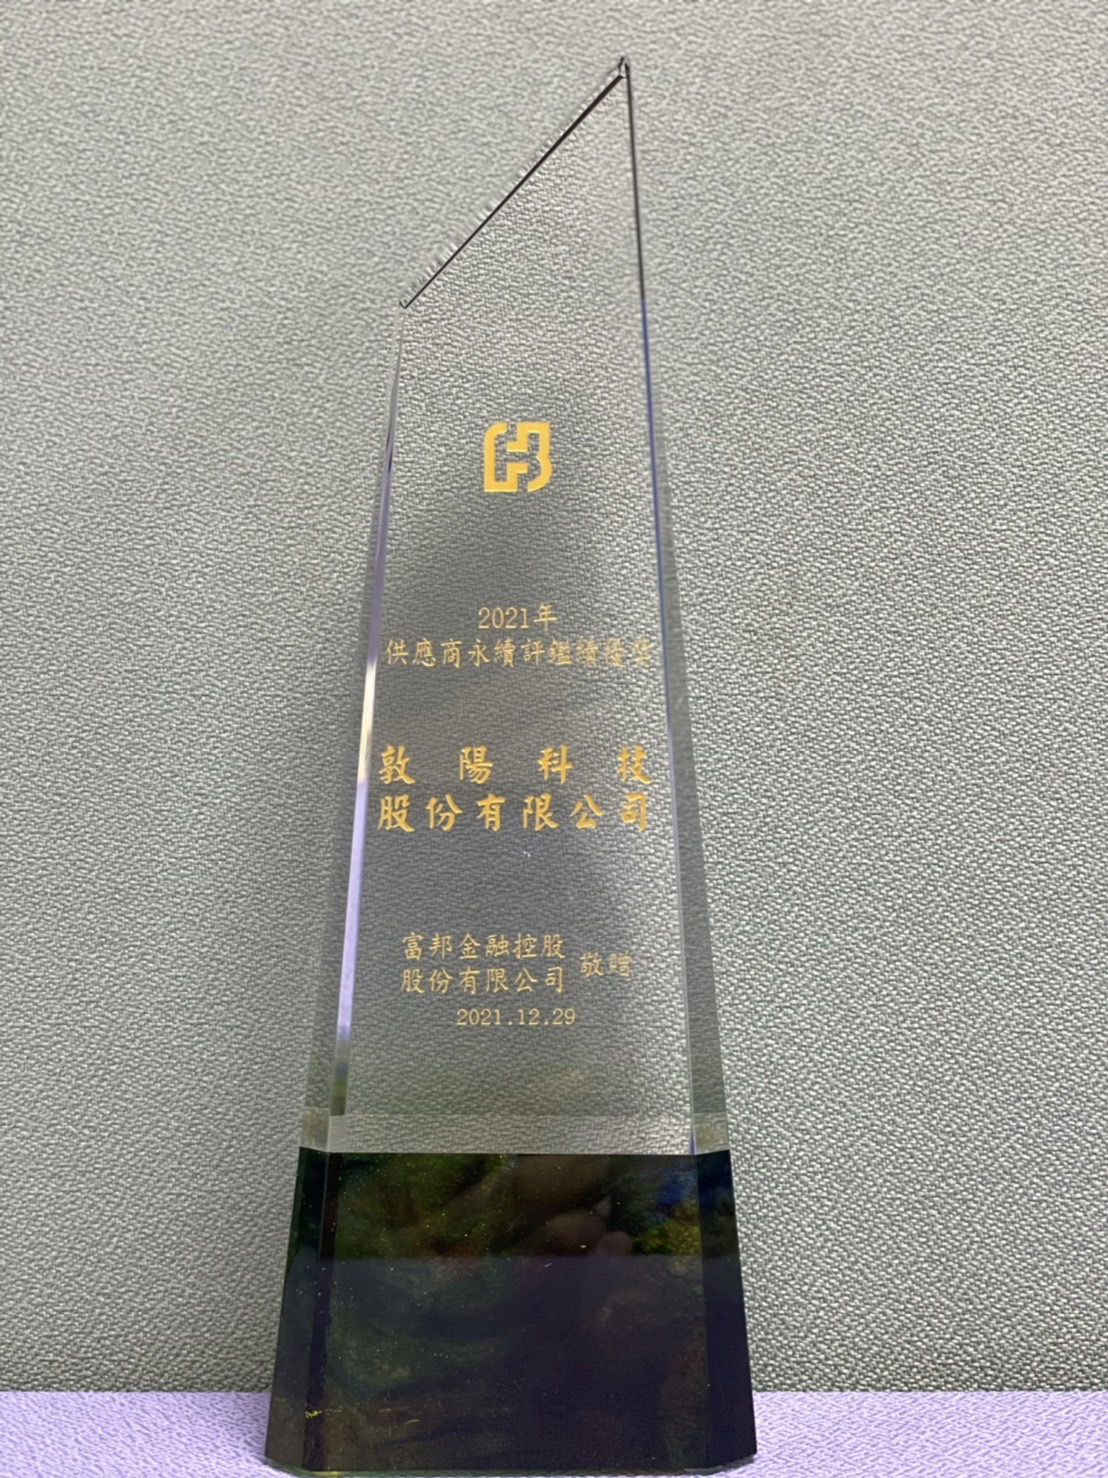 2021年
供應商永續評鑑績優獎
敦陽科技
股份有限公司
富邦金融控股
股份有限公司 敬贈
2021.12.29